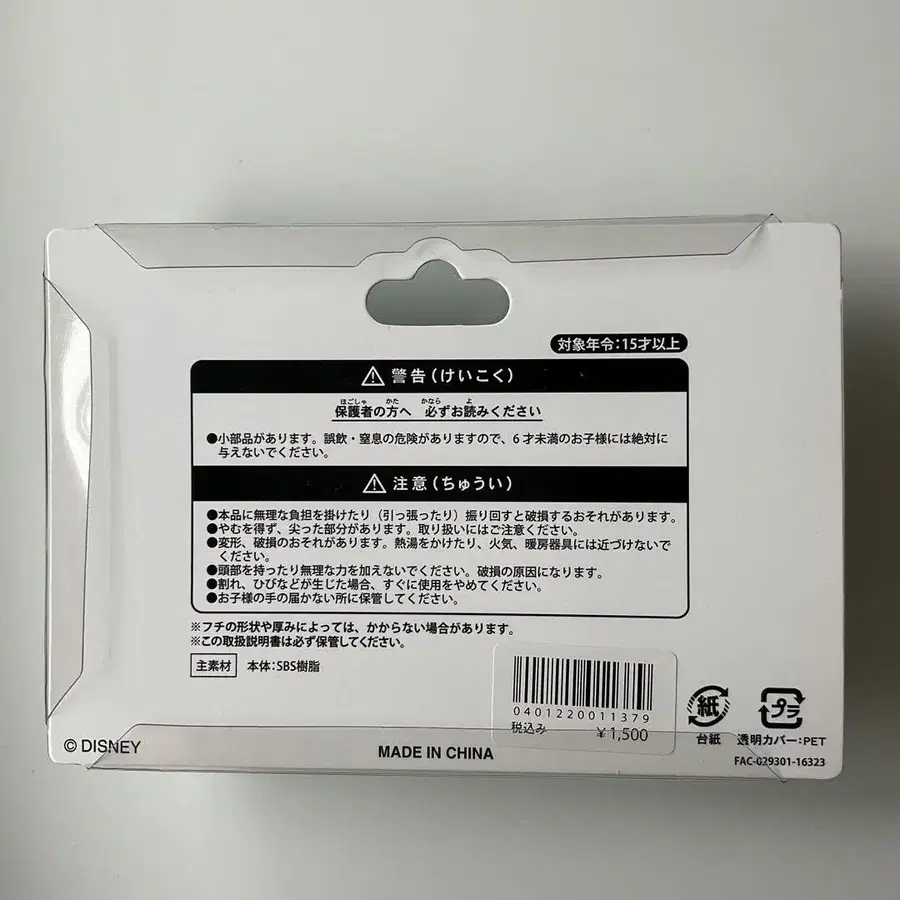 対象年令:15才以上
⚠ 警告(けいこく)
ほごしゃ かた かなら よ
保護者の方へ 必ずお読みください
●小部品があります。誤飲・窒息の危険がありますので、6才未満のお子様には絶対に
与えないでください。
⚠ 注意(ちゅうい)
●本品に無理な負担を掛けたり(引っ張ったり)振り回すと破損するおそれがあります。
●やむを得ず、尖った部分があります。取り扱いにはご注意ください。
●変形、破損のおそれがあります。熱湯をかけたり、火気、暖房器具には近づけないで
ください。
●頭部を持ったり無理な力を加えないでください。破損の原因になります。
●割れ、ひびなどが生じた場合、すぐに使用をやめてください。
●お子様の手の届かない所に保管してください。
※フチの形状や厚みによっては、かからない場合があります。
※この取扱説明書は必ず保管してください。
主素材 本体:SBS樹脂
0401220011379
税込み ¥1,500
紙
台紙
プラ
透明カバー:PET
© DISNEY
MADE IN CHINA
FAC-029301-16323